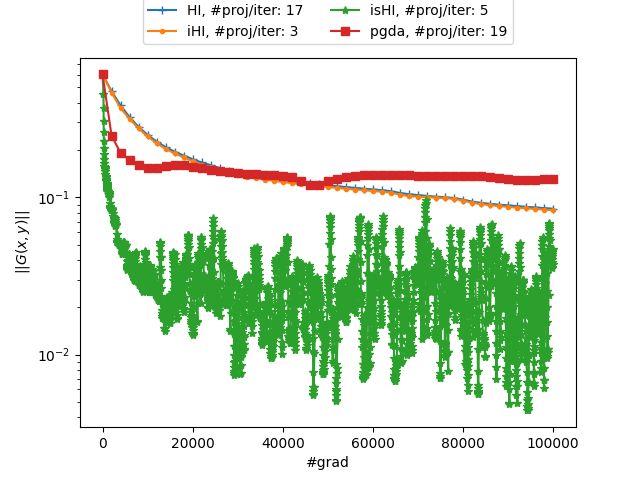 HI, #proj/iter: 17
isHI, #proj/iter: 5
iHI, #proj/iter: 3
pgda, #proj/iter: 19
||G(x, y)||
10⁻¹
10⁻²
0 20000 40000 60000 80000 100000
#grad